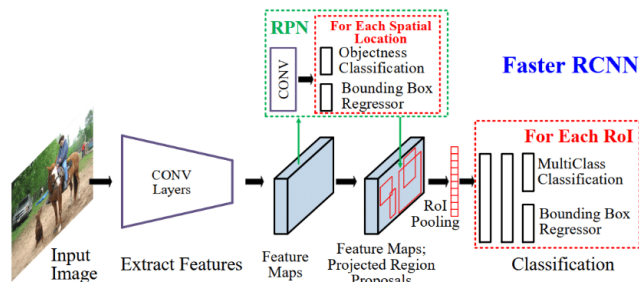 RPN
For Each Spatial
Location
CONV
Objectness
Classification
Bounding Box
Regressor
Faster RCNN
CONV
Layers
For Each RoI
MultiClass
Classification
Bounding Box
Regressor
RoI
Pooling
Input
Image
Extract Features
Feature
Maps
Feature Maps;
Projected Region
Proposals
Classification